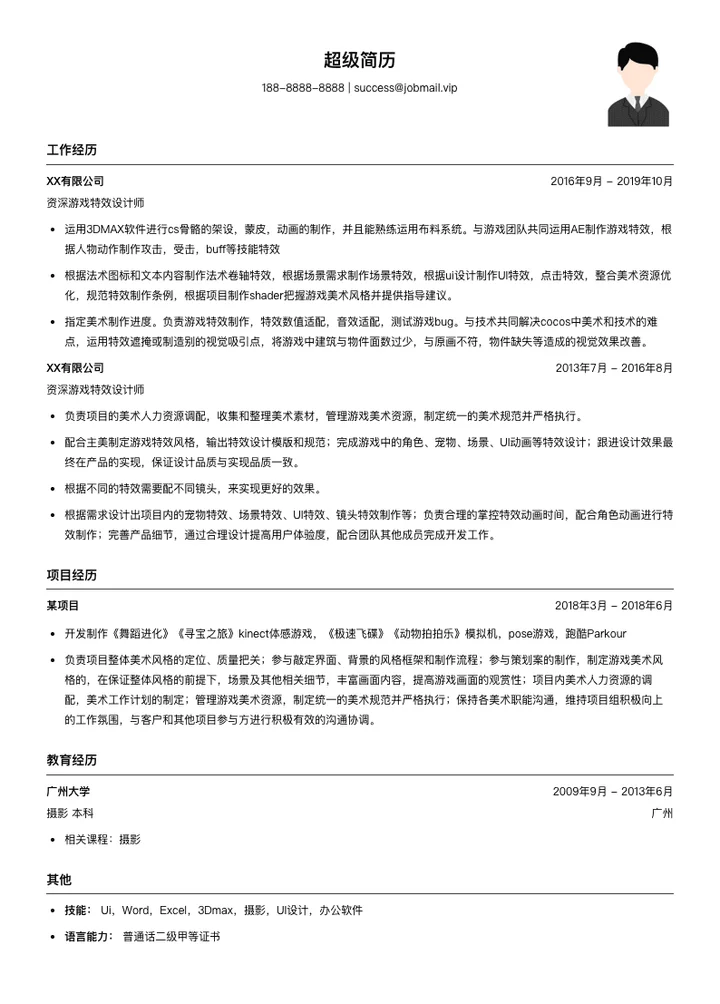 超级简历
188-8888-8888 | success@jobmail.vip
工作经历
XX有限公司 2016年9月 – 2019年10月
资深游戏特效设计师
• 运用3DMAX软件进行cs骨骼的架设，蒙皮，动画的制作，并且能熟练运用布料系统。与游戏团队共同运用AE制作游戏特效，根
据人物动作制作攻击，受击，buff等技能特效
• 根据法术图标和文本内容制作法术卷轴特效，根据场景需求制作场景特效，根据ui设计制作UI特效，点击特效，整合美术资源优
化，规范特效制作条例，根据项目制作shader把握游戏美术风格并提供指导建议。
• 指定美术制作进度。负责游戏特效制作，特效数值适配，音效适配，测试游戏bug。与技术共同解决cocos中美术和技术的难
点，运用特效遮掩或制造别的视觉吸引点，将游戏中建筑与物件面数过少，与原画不符，物件缺失等造成的视觉效果改善。
XX有限公司 2013年7月 – 2016年8月
资深游戏特效设计师
• 负责项目的美术人力资源调配，收集和整理美术素材，管理游戏美术资源，制定统一的美术规范并严格执行。
• 配合主美制定游戏特效风格，输出特效设计模版和规范；完成游戏中的角色、宠物、场景、UI动画等特效设计；跟进设计效果最
终在产品的实现，保证设计品质与实现品质一致。
• 根据不同的特效需要配不同镜头，来实现更好的效果。
• 根据需求设计出项目内的宠物特效、场景特效、UI特效、镜头特效制作等；负责合理的掌控特效动画时间，配合角色动画进行特
效制作；完善产品细节，通过合理设计提高用户体验度，配合团队其他成员完成开发工作。
项目经历
某项目 2018年3月 – 2018年6月
• 开发制作《舞蹈进化》《寻宝之旅》kinect体感游戏，《极速飞碟》《动物拍拍乐》模拟机，pose游戏，跑酷Parkour
• 负责项目整体美术风格的定位、质量把关；参与敲定界面、背景的风格框架和制作流程；参与策划案的制作，制定游戏美术风
格的，在保证整体风格的前提下，场景及其他相关细节，丰富画面内容，提高游戏画面的观赏性；项目内美术人力资源的调
配，美术工作计划的制定；管理游戏美术资源，制定统一的美术规范并严格执行；保持各美术职能沟通，维持项目组积极向上
的工作氛围，与客户和其他项目参与方进行积极有效的沟通协调。
教育经历
广州大学 2009年9月 – 2013年6月
摄影 本科 广州
• 相关课程：摄影
其他
• 技能： Ui，Word，Excel，3Dmax，摄影，UI设计，办公软件
• 语言能力： 普通话二级甲等证书